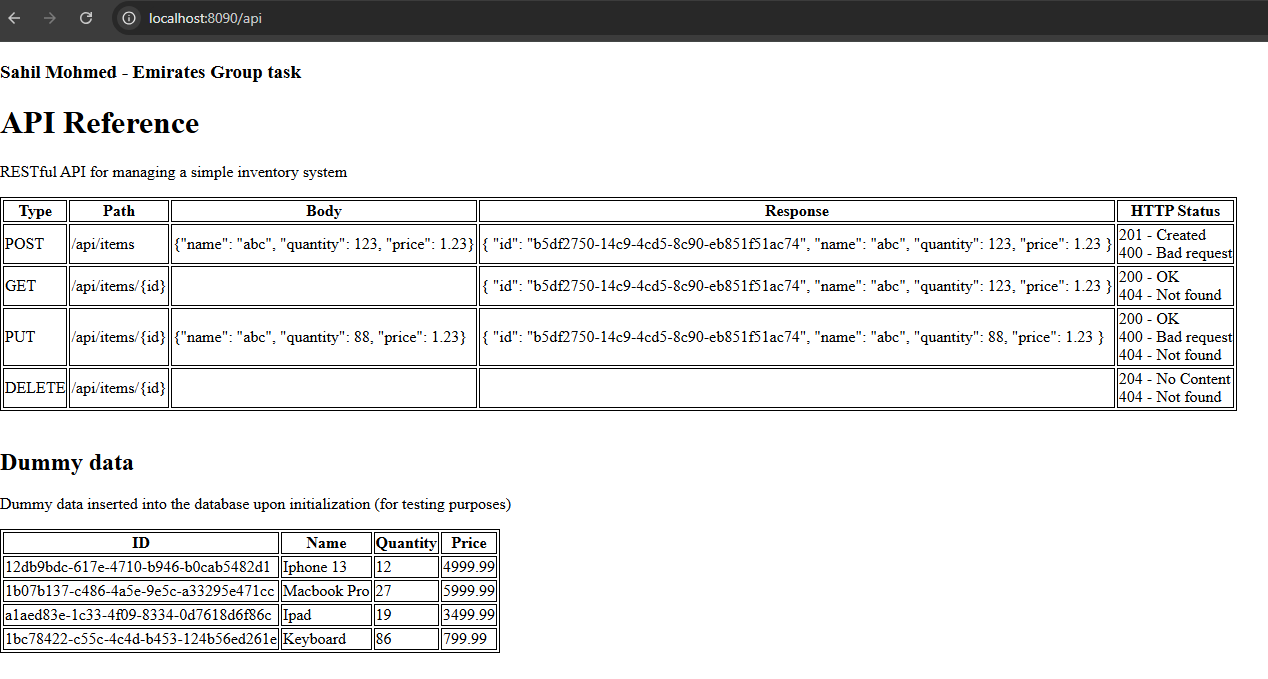 localhost:8090/api
Sahil Mohmed - Emirates Group task
API Reference
RESTful API for managing a simple inventory system
Type Path Body Response HTTP Status
POST /api/items {"name": "abc", "quantity": 123, "price": 1.23} { "id": "b5df2750-14c9-4cd5-8c90-eb851f51ac74", "name": "abc", "quantity": 123, "price": 1.23 } 201 - Created
400 - Bad request
GET /api/items/{id} { "id": "b5df2750-14c9-4cd5-8c90-eb851f51ac74", "name": "abc", "quantity": 123, "price": 1.23 } 200 - OK
404 - Not found
PUT /api/items/{id} {"name": "abc", "quantity": 88, "price": 1.23} { "id": "b5df2750-14c9-4cd5-8c90-eb851f51ac74", "name": "abc", "quantity": 88, "price": 1.23 } 200 - OK
400 - Bad request
404 - Not found
DELETE /api/items/{id} 204 - No Content
404 - Not found
Dummy data
Dummy data inserted into the database upon initialization (for testing purposes)
ID Name Quantity Price
12db9bdc-617e-4710-b946-b0cab5482d1 Iphone 13 12 4999.99
1b07b137-c486-4a5e-9e5c-a33295e471cc Macbook Pro 27 5999.99
a1aed83e-1c33-4f09-8334-0d7618d6f86c Ipad 19 3499.99
1bc78422-c55c-4c4d-b453-124b56ed261e Keyboard 86 799.99